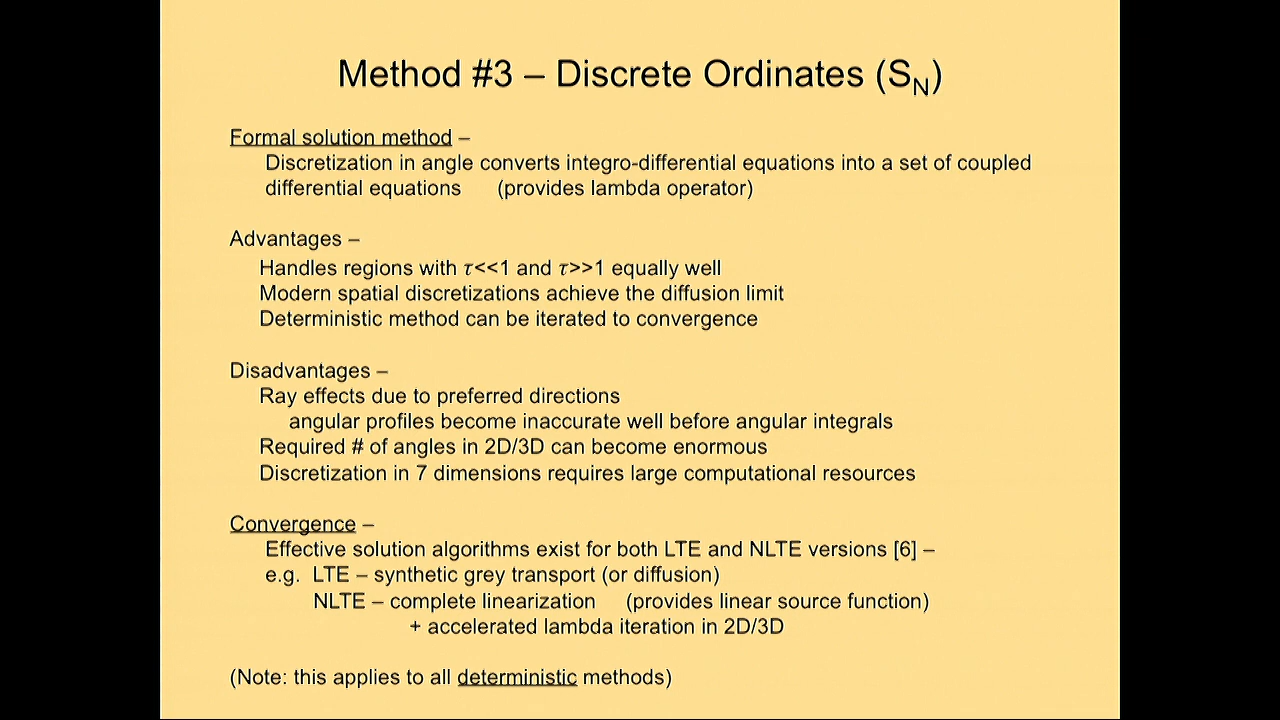 Method #3 – Discrete Ordinates (SN)
Formal solution method –
Discretization in angle converts integro-differential equations into a set of coupled
differential equations (provides lambda operator)
Advantages –
Handles regions with τ<<1 and τ>>1 equally well
Modern spatial discretizations achieve the diffusion limit
Deterministic method can be iterated to convergence
Disadvantages –
Ray effects due to preferred directions
angular profiles become inaccurate well before angular integrals
Required # of angles in 2D/3D can become enormous
Discretization in 7 dimensions requires large computational resources
Convergence –
Effective solution algorithms exist for both LTE and NLTE versions [6] –
e.g. LTE – synthetic grey transport (or diffusion)
NLTE – complete linearization (provides linear source function)
+ accelerated lambda iteration in 2D/3D
(Note: this applies to all deterministic methods)